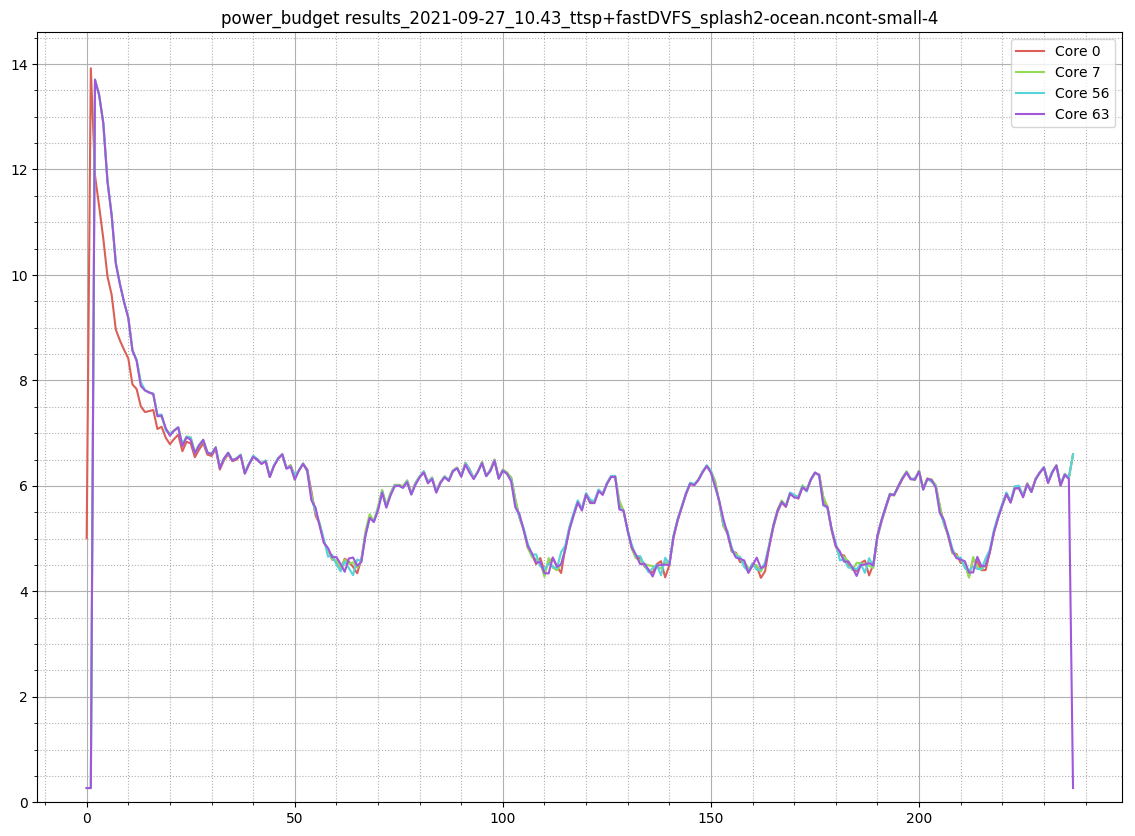 power_budget results_2021-09-27_10.43_ttsp+fastDVFS_splash2-ocean.ncont-small-4
Core 0
Core 7
Core 56
Core 63
14
12
10
8
6
4
2
0
0 50 100 150 200